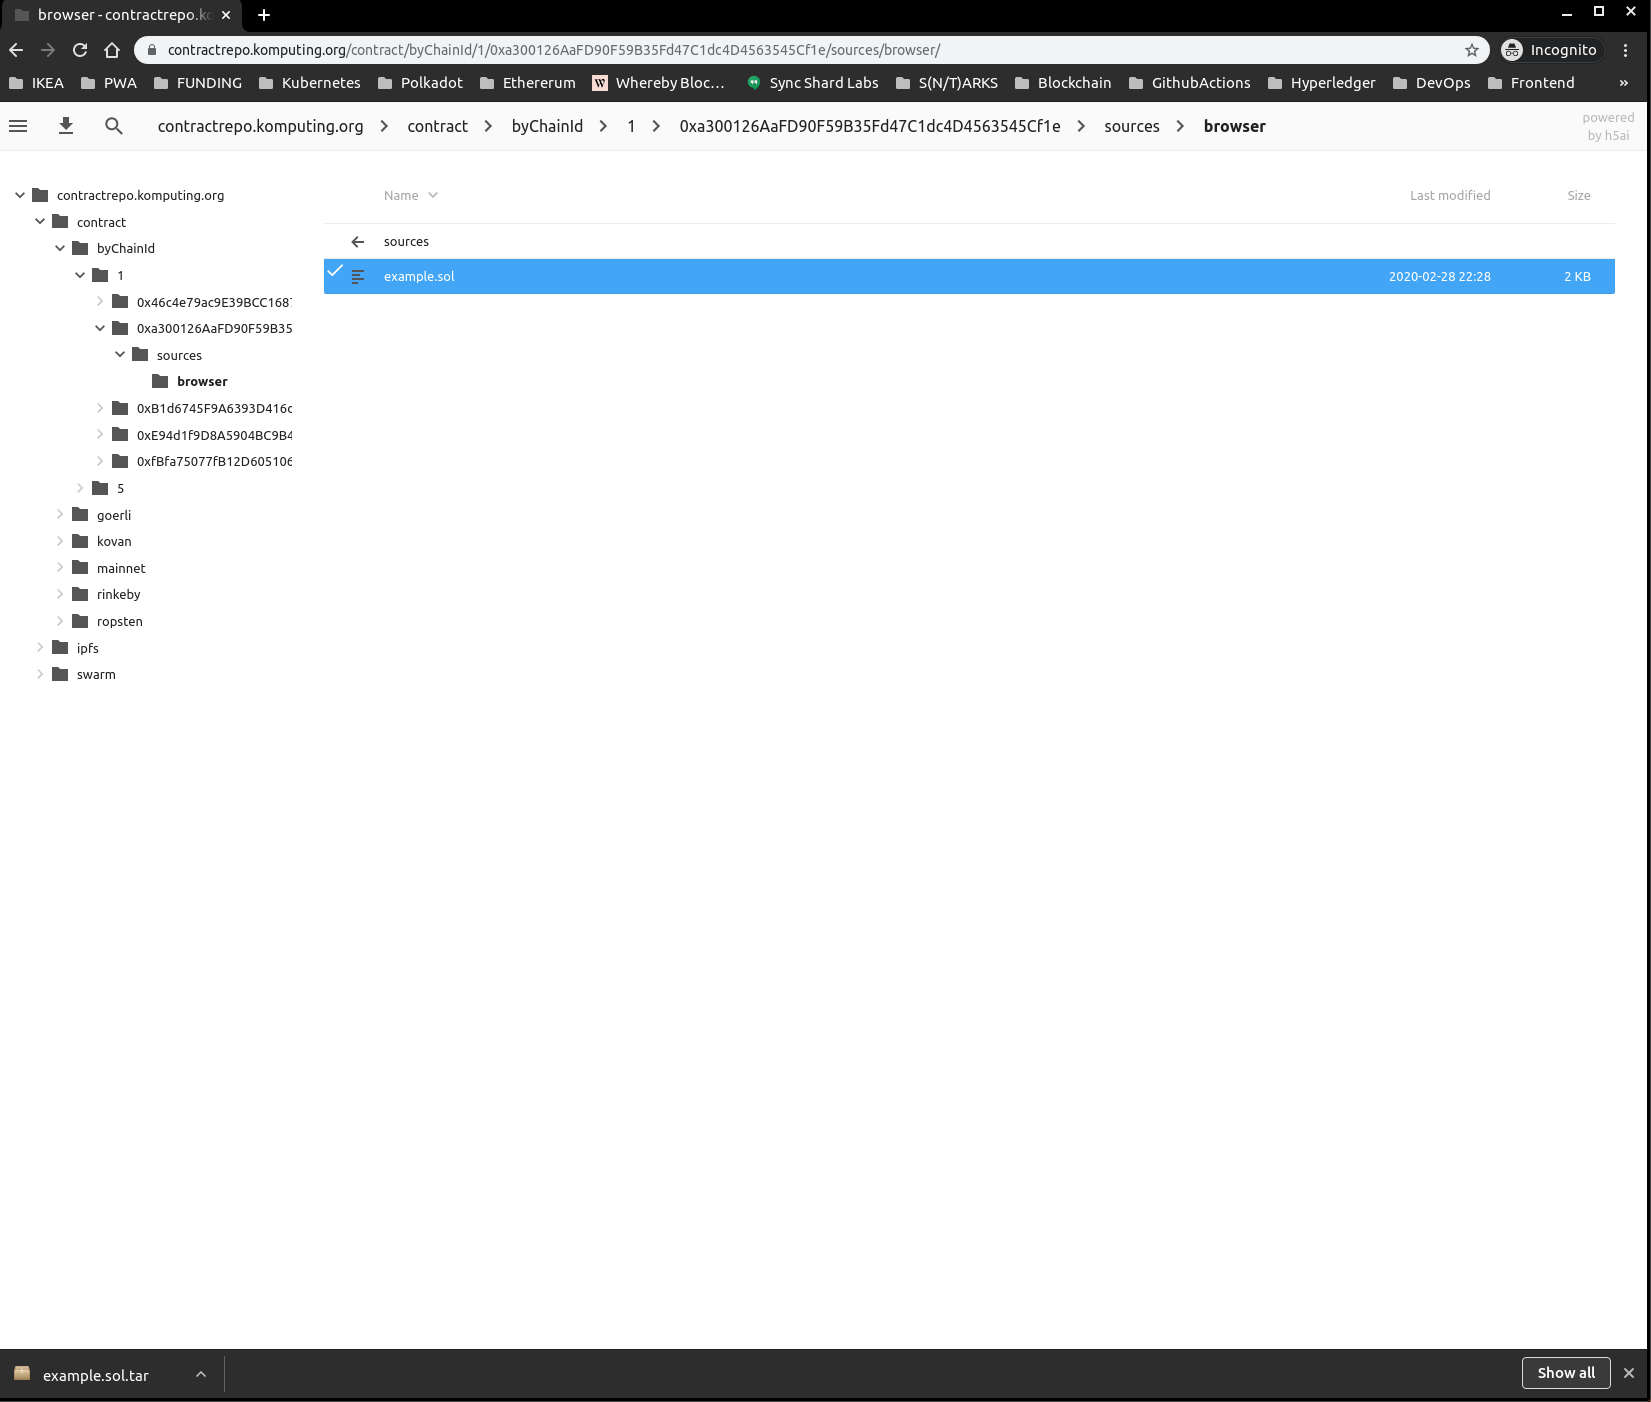 browser - contractrepo.ko
contractrepo.komputing.org/contract/byChainId/1/0xa300126AaFD90F59B35Fd47C1dc4D4563545Cf1e/sources/browser/ Incognito
IKEA PWA FUNDING Kubernetes Polkadot Ethererum Whereby Bloc... Sync Shard Labs S(N/T)ARKS Blockchain GithubActions Hyperledger DevOps Frontend »
contractrepo.komputing.org contract byChainId 1 0xa300126AaFD90F59B35Fd47C1dc4D4563545Cf1e sources browser
powered
by h5ai
contractrepo.komputing.org
contract
byChainId
1
0x46c4e79ac9E39BCC1687
0xa300126AaFD90F59B35
sources
browser
0xB1d6745F9A6393D416c
0xE94d1f9D8A5904BC9B4
0xfBfa75077fB12D605106
5
goerli
kovan
mainnet
rinkeby
ropsten
ipfs
swarm
Name Last modified Size
sources
example.sol 2020-02-28 22:28 2 KB
example.sol.tar Show all